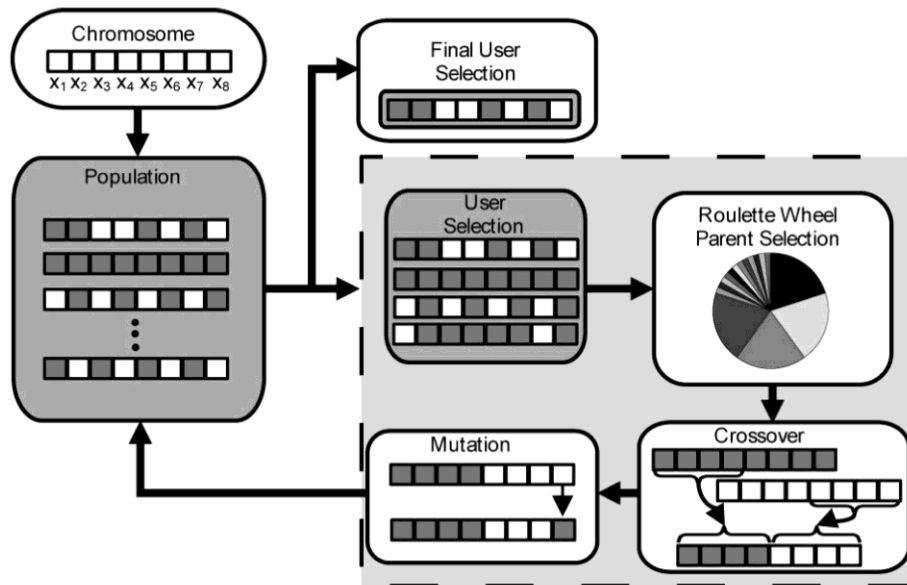 Chromosome
x1 x2 x3 x4 x5 x6 x7 x8
Final User
Selection
Population
User
Selection
Roulette Wheel
Parent Selection
Mutation
Crossover